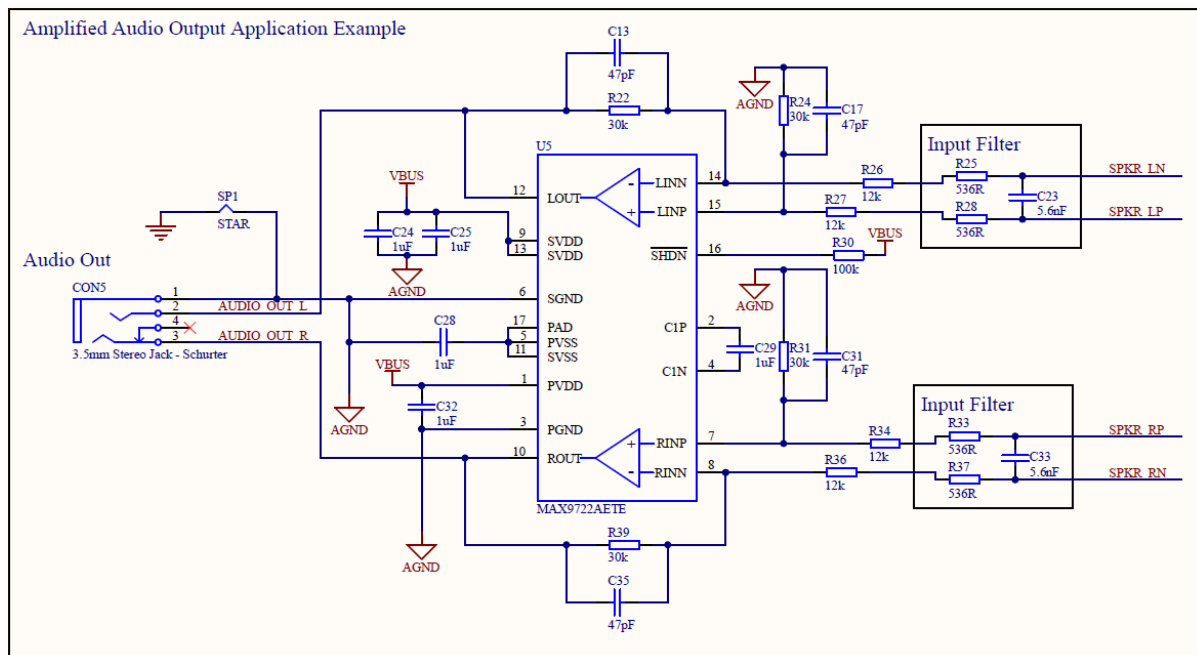 Amplified Audio Output Application Example
C13
47pF
R22
30k
AGND
R24
30k
C17
47pF
Input Filter
U5
VBUS
12
LOUT
-
LINN
14
R26
12k
R25
536R
SPKR_LN
SP1
STAR
+
LINP
15
R27
12k
R28
536R
C23
5.6nF
SPKR_LP
C24
1uF
C25
1uF
9
SVDD
13
SVDD
SHDN
16
R30
100k
VBUS
AGND
Audio Out
CON5
1
2
4
3
AUDIO_OUT_L
AUDIO_OUT_R
3.5mm Stereo Jack - Schurter
6
SGND
AGND
C28
1uF
17
PAD
5
PVSS
11
SVSS
C1P
2
C1N
4
C29
1uF
R31
30k
C31
47pF
VBUS
1
PVDD
C32
1uF
AGND
3
PGND
Input Filter
10
ROUT
+
RINP
7
R34
12k
R33
536R
SPKR_RP
-
RINN
8
R36
12k
R37
536R
C33
5.6nF
SPKR_RN
MAX9722AETE
AGND
R39
30k
C35
47pF